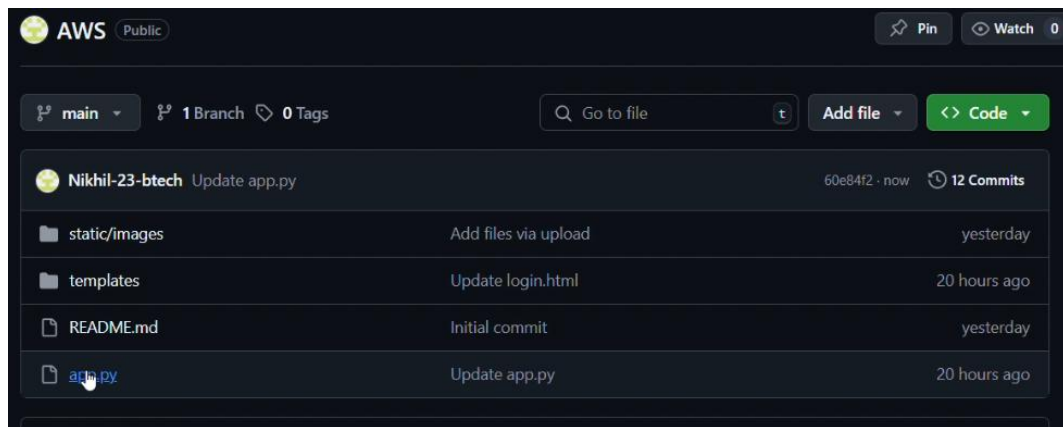 AWS Public Pin Watch 0
main 1 Branch 0 Tags Go to file t Add file <> Code
Nikhil-23-btech Update app.py 60e84f2 · now 12 Commits
static/images Add files via upload yesterday
templates Update login.html 20 hours ago
README.md Initial commit yesterday
app.py Update app.py 20 hours ago